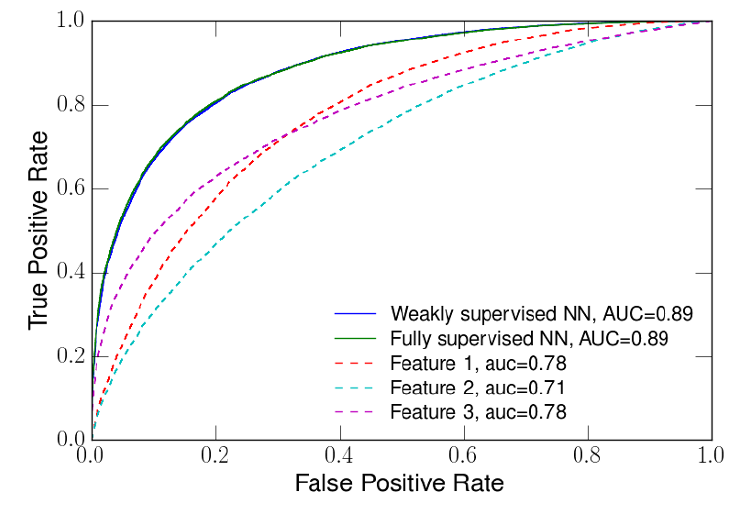 1.0
0.8
0.6
0.4
0.2
0.0
True Positive Rate
Weakly supervised NN, AUC=0.89
Fully supervised NN, AUC=0.89
Feature 1, auc=0.78
Feature 2, auc=0.71
Feature 3, auc=0.78
0.0 0.2 0.4 0.6 0.8 1.0
False Positive Rate